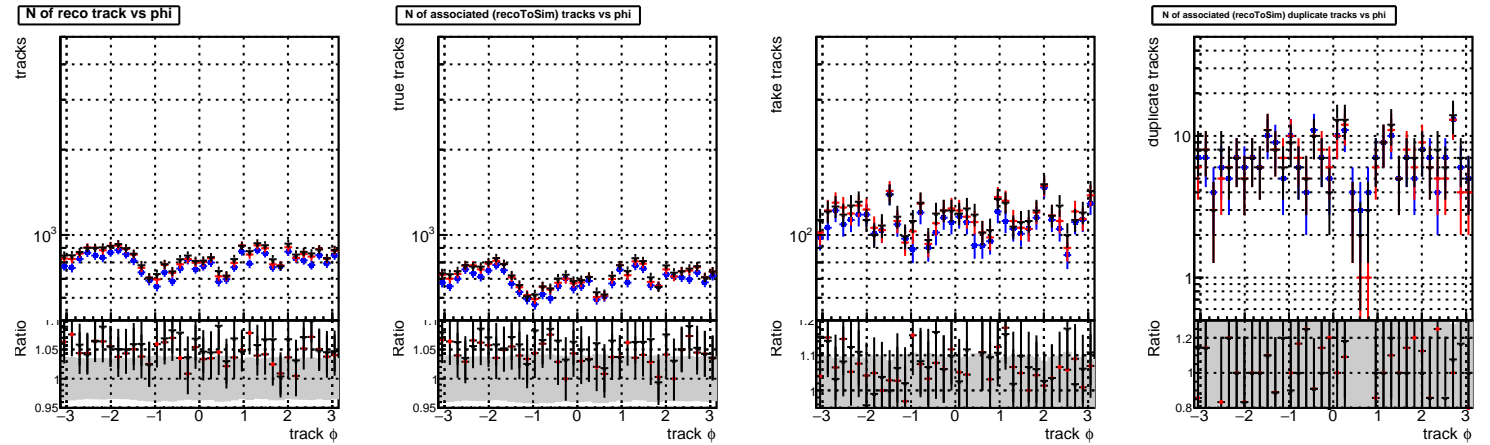 N of reco track vs phi
tracks
10³
Ratio
1.1
1.05
1
0.95
−3 −2 −1 0 1 2 3
track ϕ
N of associated (recoToSim) tracks vs phi
true tracks
10³
Ratio
1.1
1.05
1
0.95
−3 −2 −1 0 1 2 3
track ϕ
fake tracks
10²
Ratio
1.2
1.1
1
−3 −2 −1 0 1 2 3
track ϕ
N of associated (recoToSim) duplicate tracks vs phi
duplicate tracks
10
1
Ratio
1.2
1
0.8
−3 −2 −1 0 1 2 3
track ϕ